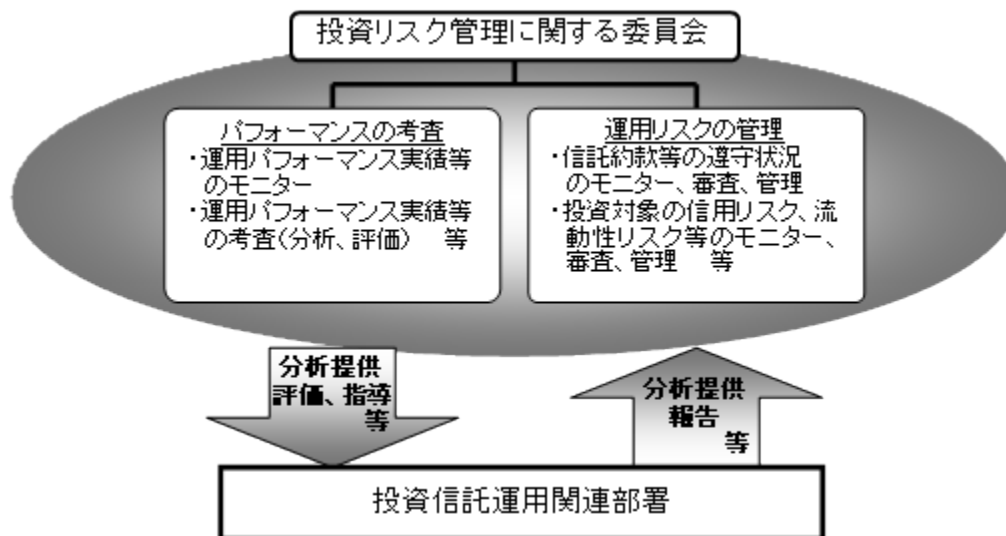 投資リスク管理に関する委員会
パフォーマンスの考査
・運用パフォーマンス実績等
のモニター
・運用パフォーマンス実績等
の考査(分析、評価) 等
運用リスクの管理
・信託約款等の遵守状況
のモニター、審査、管理
・投資対象の信用リスク、流
動性リスク等のモニター、
審査、管理 等
分析提供
評価、指導
等
分析提供
報告
等
投資信託運用関連部署